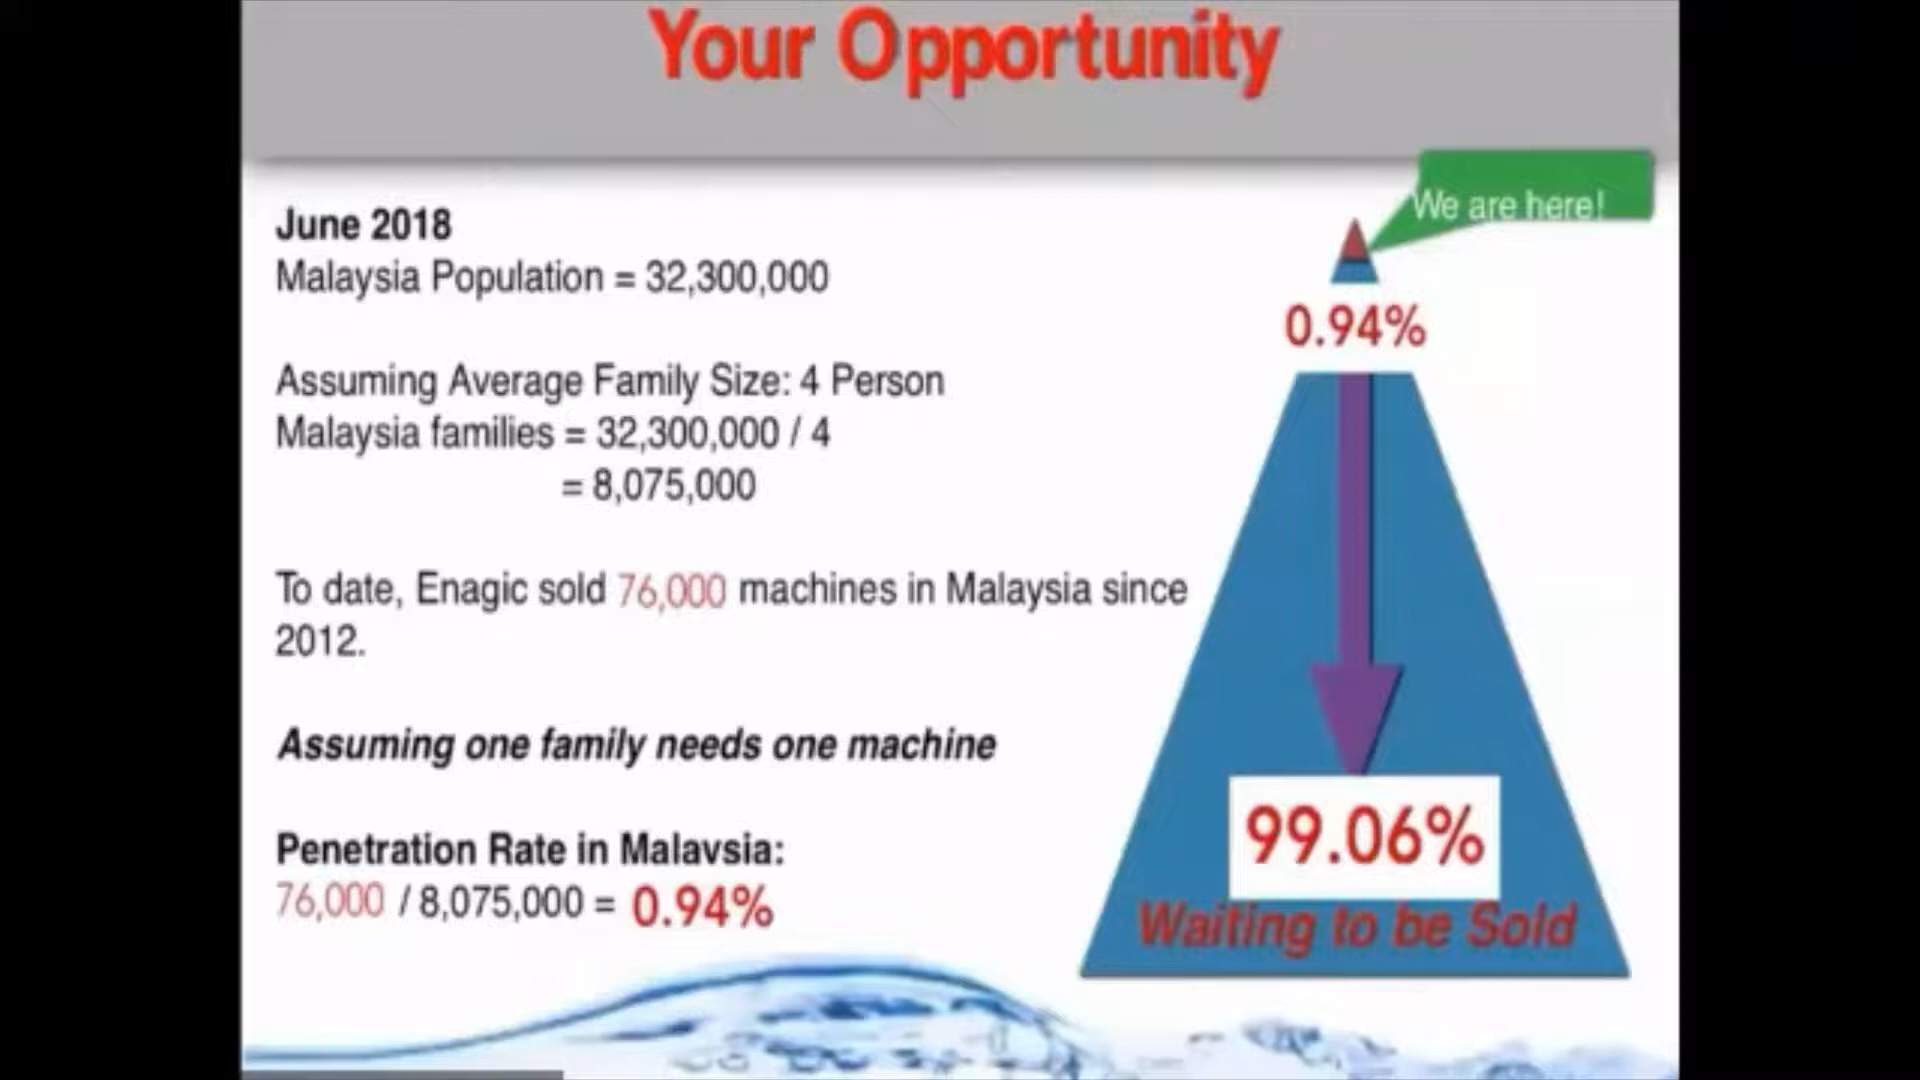 Your Opportunity
We are here!
June 2018
Malaysia Population = 32,300,000
0.94%
Assuming Average Family Size: 4 Person
Malaysia families = 32,300,000 / 4
= 8,075,000
To date, Enagic sold 76,000 machines in Malaysia since
2012.
Assuming one family needs one machine
99.06%
Waiting to be Sold
Penetration Rate in Malaysia:
76,000 / 8,075,000 = 0.94%